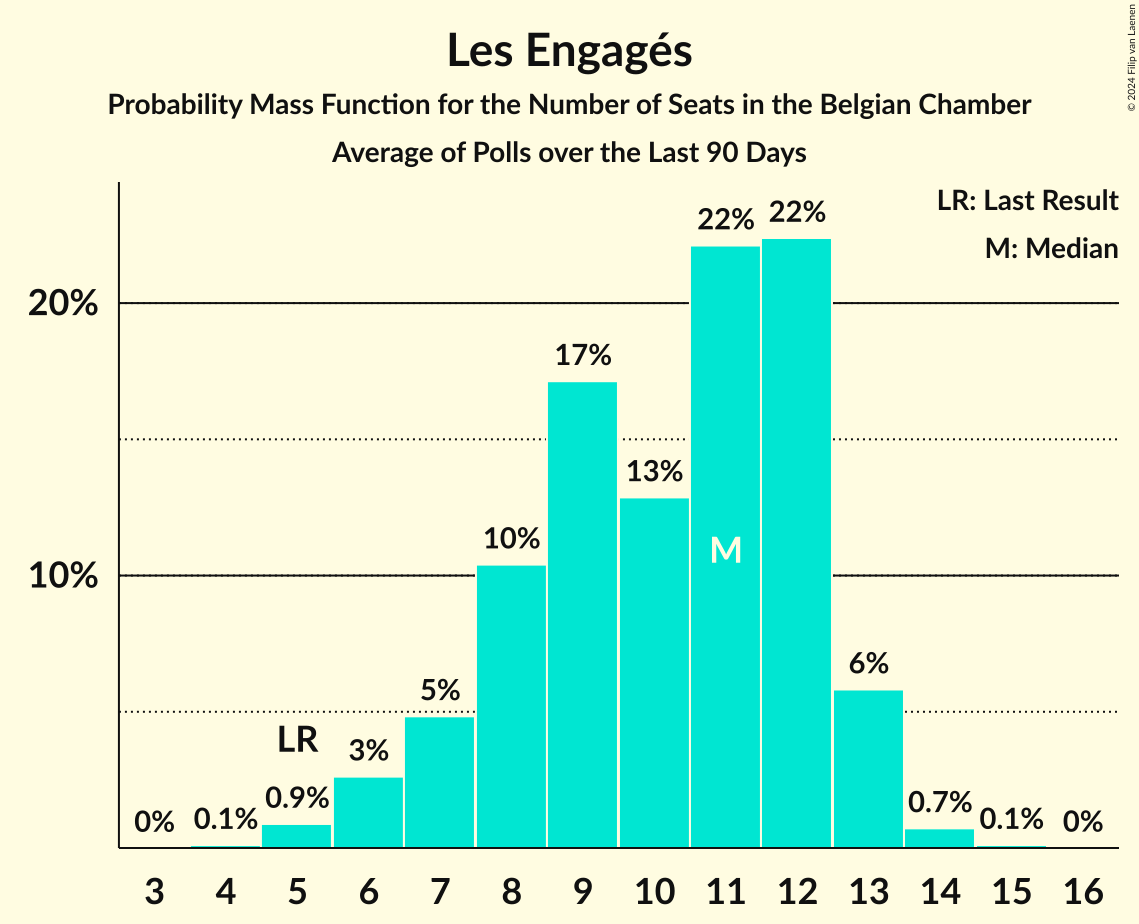 Les Engagés
Probability Mass Function for the Number of Seats in the Belgian Chamber
Average of Polls over the Last 90 Days
© 2024 Filip van Laenen
LR: Last Result
M: Median
22% 22%
20%
17%
13%
10%
M
10%
6%
5%
LR
3%
0.9%
0% 0.1% 0.7% 0.1% 0%
3 4 5 6 7 8 9 10 11 12 13 14 15 16